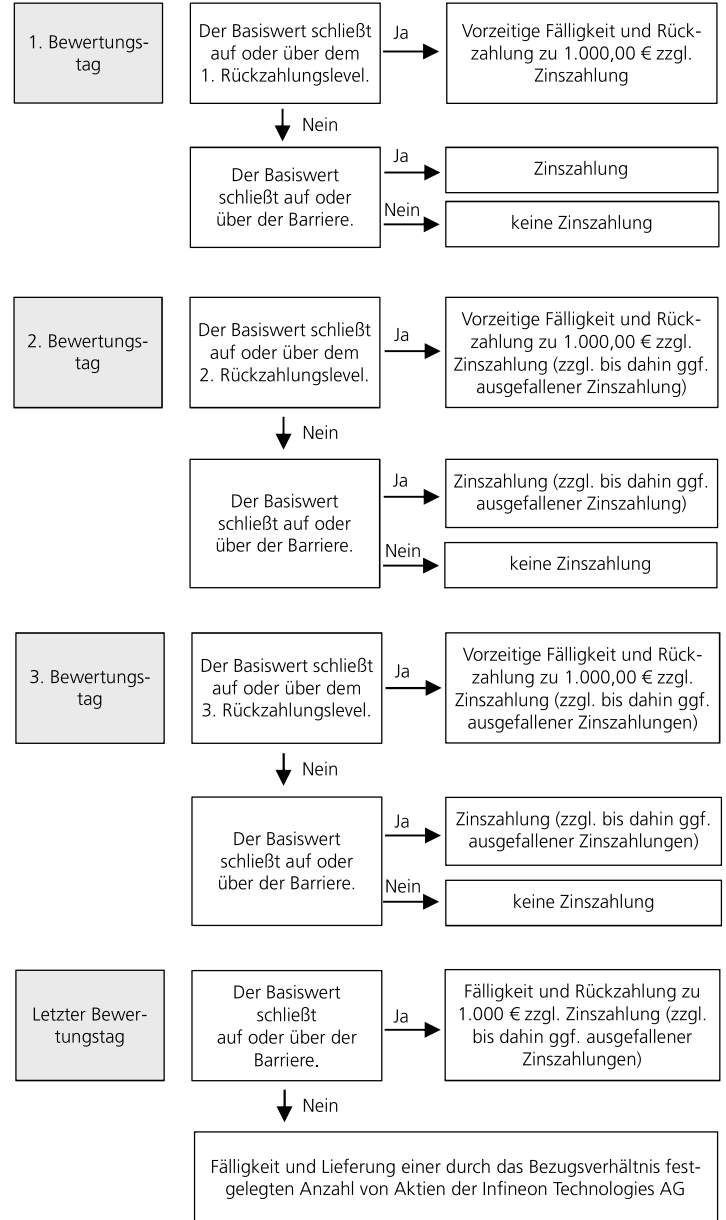 1. Bewertungs-
tag
Der Basiswert schließt
auf oder über dem
1. Rückzahlungslevel.
Ja
Vorzeitige Fälligkeit und Rück-
zahlung zu 1.000,00 € zzgl.
Zinszahlung
Nein
Der Basiswert
schließt auf oder
über der Barriere.
Ja
Zinszahlung
Nein
keine Zinszahlung
2. Bewertungs-
tag
Der Basiswert schließt
auf oder über dem
2. Rückzahlungslevel.
Ja
Vorzeitige Fälligkeit und Rück-
zahlung zu 1.000,00 € zzgl.
Zinszahlung (zzgl. bis dahin ggf.
ausgefallener Zinszahlung)
Nein
Der Basiswert
schließt auf oder
über der Barriere.
Ja
Zinszahlung (zzgl. bis dahin ggf.
ausgefallener Zinszahlung)
Nein
keine Zinszahlung
3. Bewertungs-
tag
Der Basiswert schließt
auf oder über dem
3. Rückzahlungslevel.
Ja
Vorzeitige Fälligkeit und Rück-
zahlung zu 1.000,00 € zzgl.
Zinszahlung (zzgl. bis dahin ggf.
ausgefallener Zinszahlungen)
Nein
Der Basiswert
schließt auf oder
über der Barriere.
Ja
Zinszahlung (zzgl. bis dahin ggf.
ausgefallener Zinszahlungen)
Nein
keine Zinszahlung
Letzter Bewer-
tungstag
Der Basiswert
schließt
auf oder über der
Barriere.
Ja
Fälligkeit und Rückzahlung zu
1.000 € zzgl. Zinszahlung (zzgl.
bis dahin ggf. ausgefallener
Zinszahlungen)
Nein
Fälligkeit und Lieferung einer durch das Bezugsverhältnis fest-
gelegten Anzahl von Aktien der Infineon Technologies AG